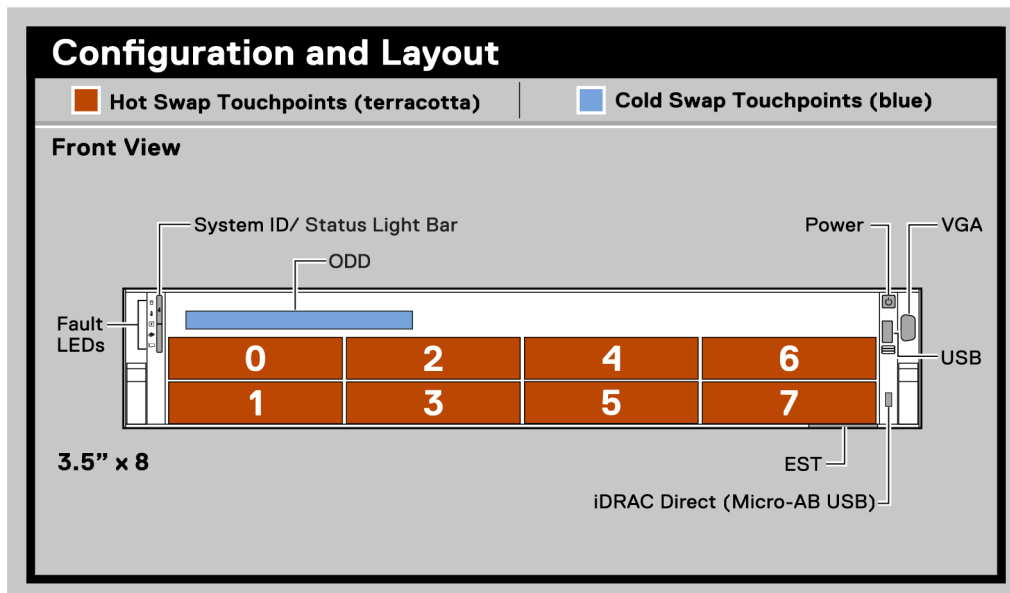 Configuration and Layout
Hot Swap Touchpoints (terracotta)
Cold Swap Touchpoints (blue)
Front View
System ID/ Status Light Bar
Power
VGA
ODD
Fault
LEDs
USB
0 2 4 6
1 3 5 7
3.5” x 8
EST
iDRAC Direct (Micro-AB USB)